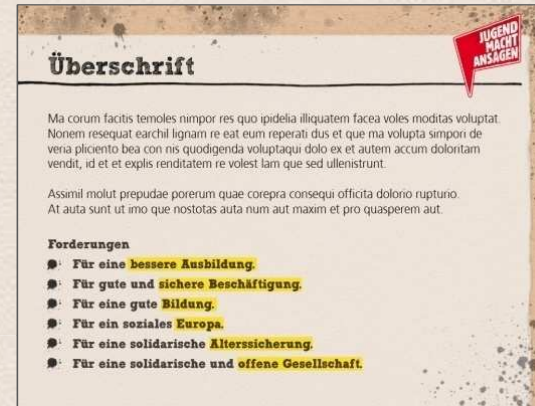 JUGEND
MACHT
ANSAGEN
Überschrift
Ma corum facitis temoles nimpor res quo ipidelia illiquatem facea voles moditas voluptat.
Nonem resequat earchil lignam re eat eum reperati dus et que ma volupta simpori de
veria pliciento bea con nis quodigenda voluptaqui dolo ex et autem accum doloritam
vendit, id et et explis renditatem re volest lam que sed ullenistrunt.
Assimil molut prepudae porerum quae corepra consequi officita dolorio rupturio.
At auta sunt ut imo que nostotas auta num aut maxim et pro quasperem aut.
Forderungen
Für eine bessere Ausbildung.
Für gute und sichere Beschäftigung.
Für eine gute Bildung.
Für ein soziales Europa.
Für eine solidarische Alterssicherung.
Für eine solidarische und offene Gesellschaft.